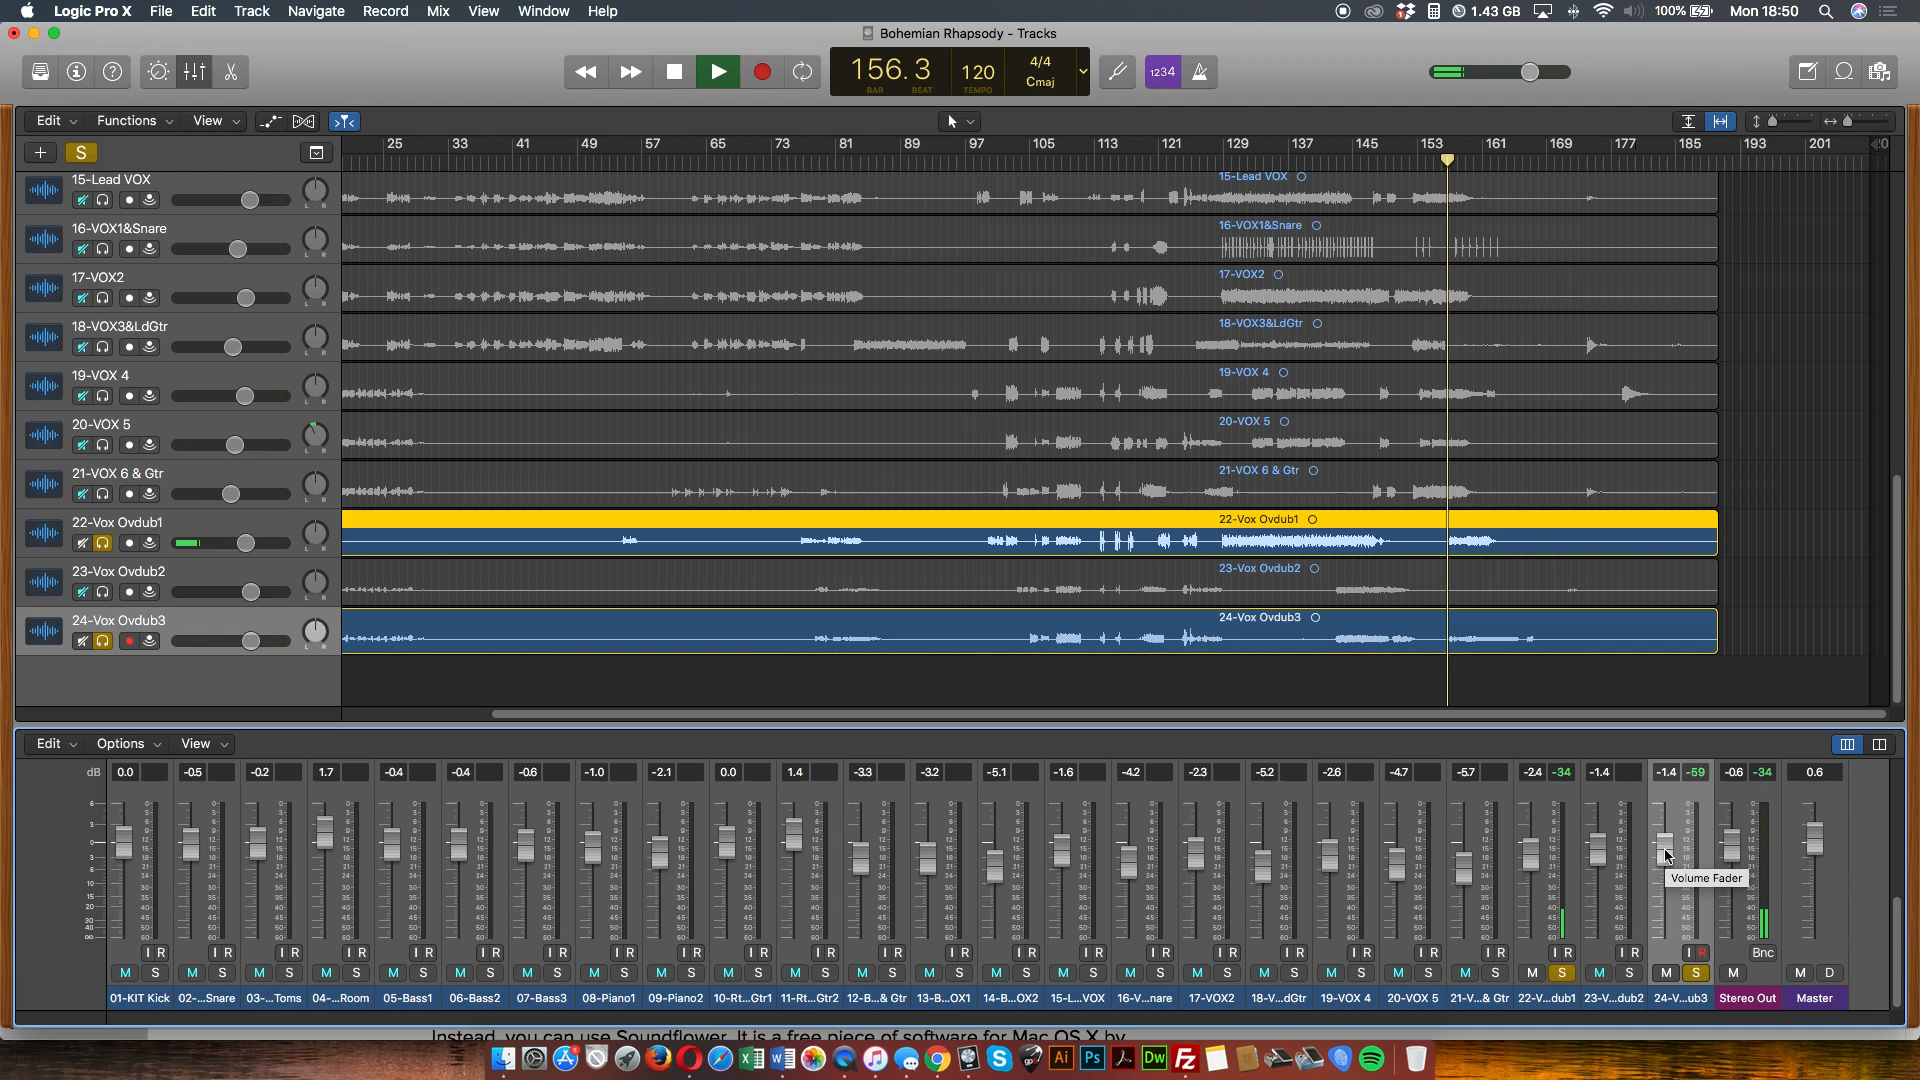 Logic Pro X File Edit Track Navigate Record Mix View Window Help 1.43 GB 100% Mon 18:50
Bohemian Rhapsody - Tracks
156. 3 120 4/4 Cmaj 1234
BAR BEAT TEMPO
Edit Functions View
S 25 33 41 49 57 65 73 81 89 97 105 113 121 129 137 145 153 161 169 177 185 193 201
15-Lead VOX 15-Lead VOX
L R
16-VOX1&Snare 16-VOX1&Snare
L R
17-VOX2 17-VOX2
L R
18-VOX3&LdGtr 18-VOX3&LdGtr
L R
19-VOX 4 19-VOX 4
L R
20-VOX 5 20-VOX 5
L R
21-VOX 6 & Gtr 21-VOX 6 & Gtr
L R
22-Vox Ovdub1 22-Vox Ovdub1
L R
23-Vox Ovdub2 23-Vox Ovdub2
L R
24-Vox Ovdub3 24-Vox Ovdub3
L R
Edit Options View
dB 0.0 -0.5 -0.2 1.7 -0.4 -0.4 -0.6 -1.0 -2.1 0.0 1.4 -3.3 -3.2 -5.1 -1.6 -4.2 -2.3 -5.2 -2.6 -4.7 -5.7 -2.4 -34 -1.4 -1.4 -59 -0.6 -34 0.6
Volume Fader
I R I R I R I R I R I R I R I R I R I R I R I R I R I R I R I R I R I R I R I R I R I R I R I R Bnc
M S M S M S M S M S M S M S M S M S M S M S M S M S M S M S M S M S M S M S M S M S M S M S M S M M D
01-KIT Kick 02-...Snare 03-...Toms 04-...Room 05-Bass1 06-Bass2 07-Bass3 08-Piano1 09-Piano2 10-Rt...Gtr1 11-Rt...Gtr2 12-B...& Gtr 13-B...OX1 14-B...OX2 15-L...VOX 16-V...nare 17-VOX2 18-V...dGtr 19-VOX 4 20-VOX 5 21-V...& Gtr 22-V...dub1 23-V...dub2 24-V...ub3 Stereo Out Master
Instead, you can use Soundflower. It is a free piece of software for Mac OS X by
Ai Ps Dw Fz